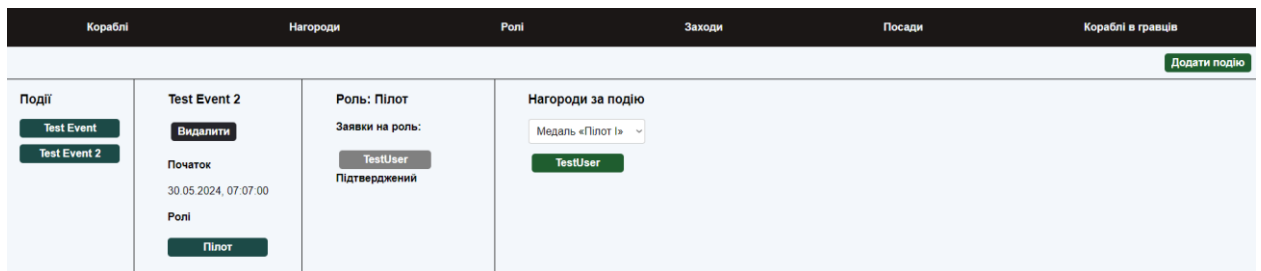 Кораблі Нагороди Ролі Заходи Посади Кораблі в гравців
Додати подію
Події
Test Event
Test Event 2
Test Event 2
Видалити
Початок
30.05.2024, 07:07:00
Ролі
Пілот
Роль: Пілот
Заявки на роль:
TestUser
Підтверджений
Нагороди за подію
Медаль «Пілот I»
TestUser